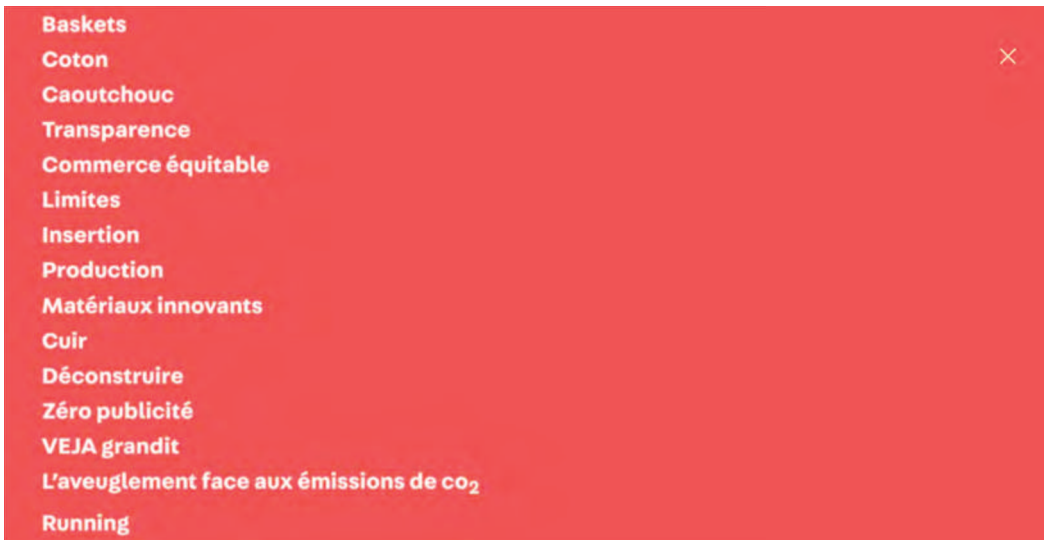 Baskets
Coton
Caoutchouc
Transparence
Commerce équitable
Limites
Insertion
Production
Matériaux innovants
Cuir
Déconstruire
Zéro publicité
VEJA grandit
L’aveuglement face aux émissions de co₂
Running